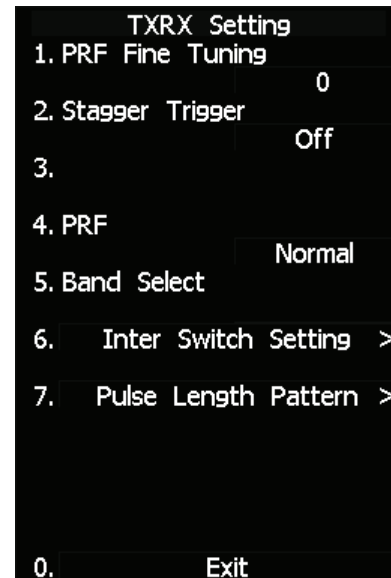 TXRX Setting
1. PRF Fine Tuning
0
2. Stagger Trigger
Off
3.
4. PRF
Normal
5. Band Select
6. Inter Switch Setting >
7. Pulse Length Pattern >
0. Exit